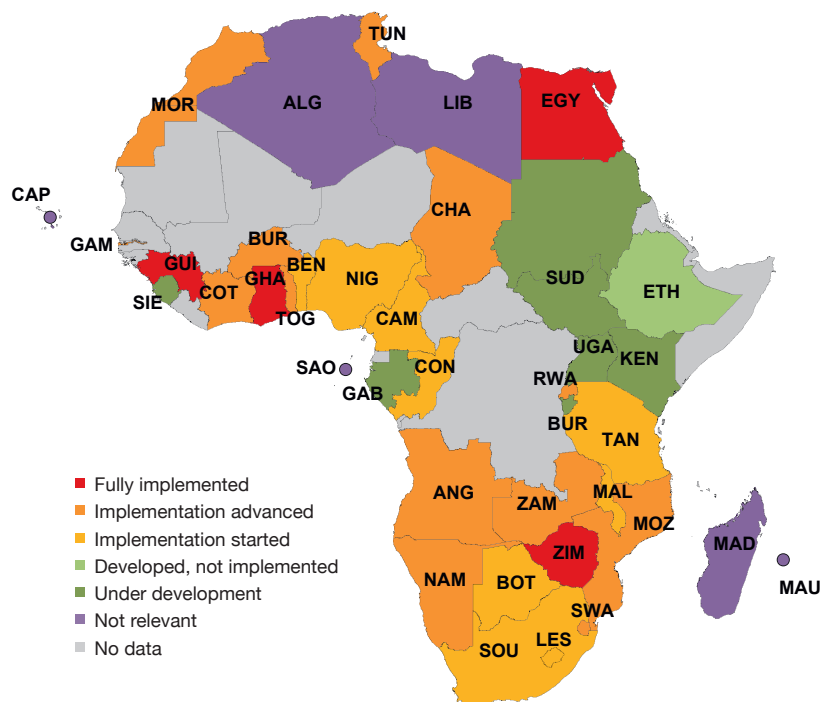 TUN
MOR
ALG
LIB
EGY
CAP
CHA
GAM
BUR
GUI
BEN
NIG
GHA
SUD
ETH
SIE
COT
TOG
CAM
UGA
KEN
SAO
CON
RWA
GAB
BUR
TAN
Fully implemented
Implementation advanced
Implementation started
Developed, not implemented
Under development
Not relevant
No data
ANG
ZAM
MAL
MOZ
ZIM
MAD
NAM
BOT
MAU
SWA
SOU
LES